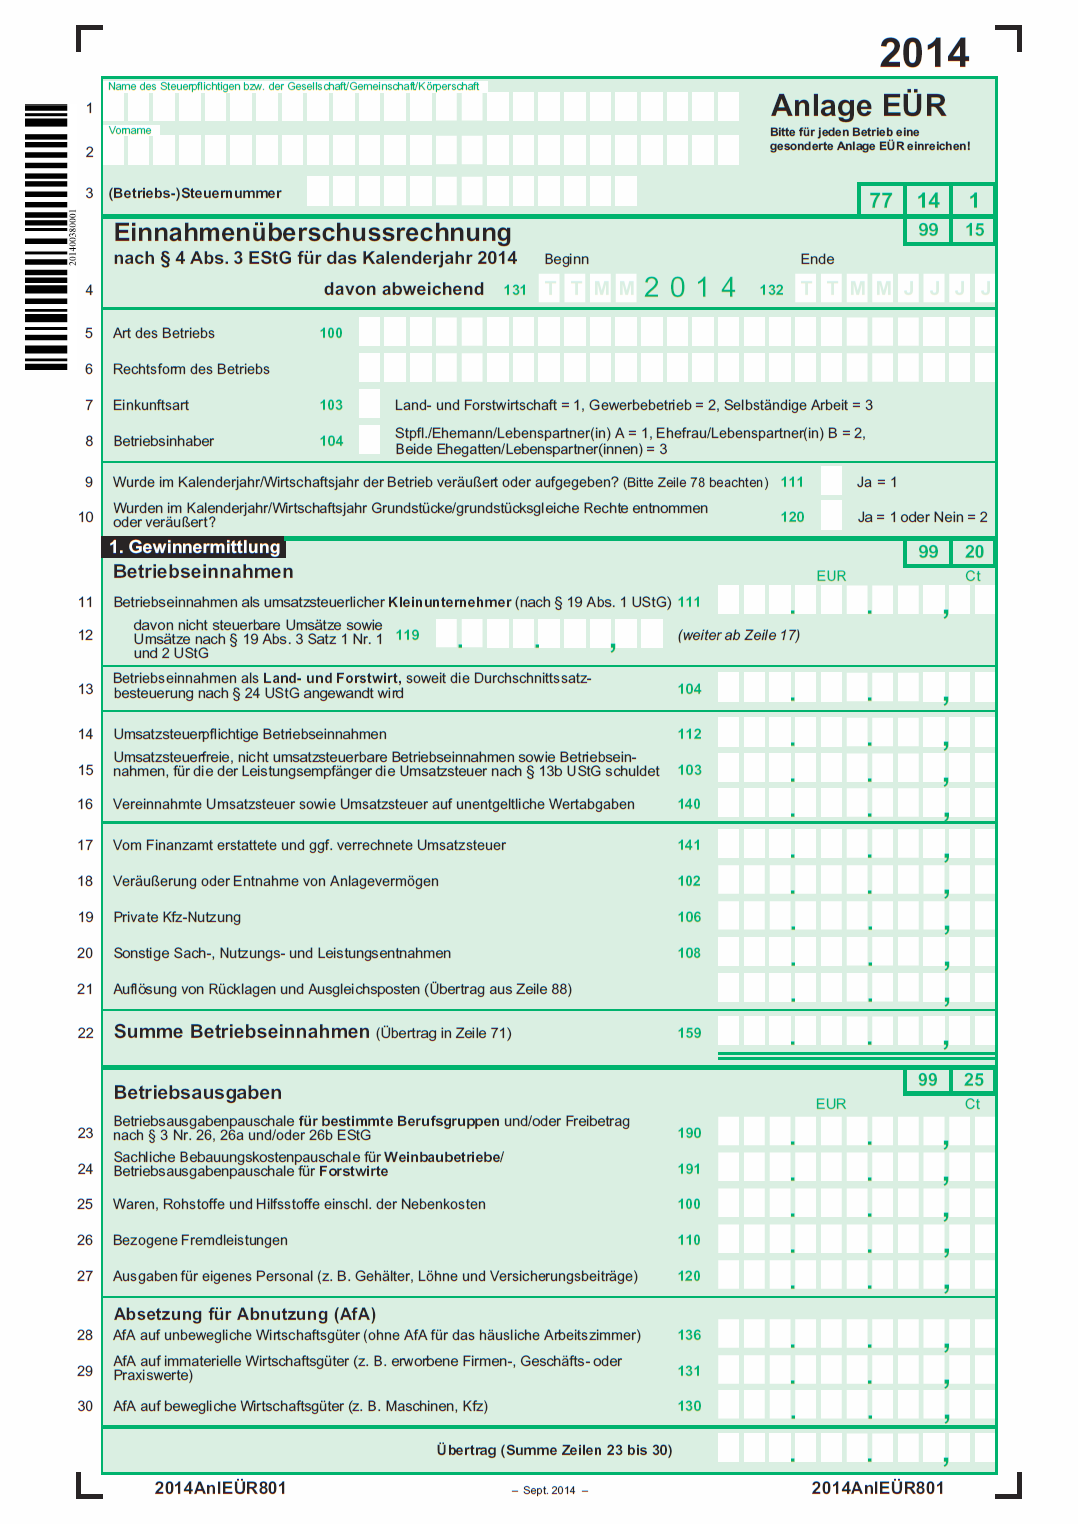 2014
Name des Steuerpflichtigen bzw. der Gesellschaft/Gemeinschaft/Körperschaft
1
Anlage EÜR
Vorname
Bitte für jeden Betrieb eine
gesonderte Anlage EÜR einreichen!
2
3 (Betriebs-)Steuernummer
77 14 1
201400380001
Einnahmenüberschussrechnung
99 15
nach § 4 Abs. 3 EStG für das Kalenderjahr 2014 Beginn Ende
4 davon abweichend 131 T T M M 2 0 1 4 132 T T M M J J J J
5 Art des Betriebs 100
6 Rechtsform des Betriebs
7 Einkunftsart 103 Land- und Forstwirtschaft = 1, Gewerbebetrieb = 2, Selbständige Arbeit = 3
8 Betriebsinhaber 104 Stpfl./Ehemann/Lebenspartner(in) A = 1, Ehefrau/Lebenspartner(in) B = 2,
Beide Ehegatten/Lebenspartner(innen) = 3
9 Wurde im Kalenderjahr/Wirtschaftsjahr der Betrieb veräußert oder aufgegeben? (Bitte Zeile 78 beachten) 111 Ja = 1
10 Wurden im Kalenderjahr/Wirtschaftsjahr Grundstücke/grundstücksgleiche Rechte entnommen
oder veräußert? 120 Ja = 1 oder Nein = 2
1. Gewinnermittlung
99 20
Betriebseinnahmen EUR Ct
11 Betriebseinnahmen als umsatzsteuerlicher Kleinunternehmer (nach § 19 Abs. 1 UStG) 111 . . ,
12 davon nicht steuerbare Umsätze sowie
Umsätze nach § 19 Abs. 3 Satz 1 Nr. 1 119 . . , (weiter ab Zeile 17)
und 2 UStG
13 Betriebseinnahmen als Land- und Forstwirt, soweit die Durchschnittssatz-
besteuerung nach § 24 UStG angewandt wird 104 . . ,
14 Umsatzsteuerpflichtige Betriebseinnahmen 112 . . ,
15 Umsatzsteuerfreie, nicht umsatzsteuerbare Betriebseinnahmen sowie Betriebsein-
nahmen, für die der Leistungsempfänger die Umsatzsteuer nach § 13b UStG schuldet 103 . . ,
16 Vereinnahmte Umsatzsteuer sowie Umsatzsteuer auf unentgeltliche Wertabgaben 140 . . ,
17 Vom Finanzamt erstattete und ggf. verrechnete Umsatzsteuer 141 . . ,
18 Veräußerung oder Entnahme von Anlagevermögen 102 . . ,
19 Private Kfz-Nutzung 106 . . ,
20 Sonstige Sach-, Nutzungs- und Leistungsentnahmen 108 . . ,
21 Auflösung von Rücklagen und Ausgleichsposten (Übertrag aus Zeile 88) . . ,
22 Summe Betriebseinnahmen (Übertrag in Zeile 71) 159 . . ,
99 25
Betriebsausgaben EUR Ct
23 Betriebsausgabenpauschale für bestimmte Berufsgruppen und/oder Freibetrag
nach § 3 Nr. 26, 26a und/oder 26b EStG 190 . . ,
24 Sachliche Bebauungskostenpauschale für Weinbaubetriebe/
Betriebsausgabenpauschale für Forstwirte 191 . . ,
25 Waren, Rohstoffe und Hilfsstoffe einschl. der Nebenkosten 100 . . ,
26 Bezogene Fremdleistungen 110 . . ,
27 Ausgaben für eigenes Personal (z. B. Gehälter, Löhne und Versicherungsbeiträge) 120 . . ,
Absetzung für Abnutzung (AfA)
28 AfA auf unbewegliche Wirtschaftsgüter (ohne AfA für das häusliche Arbeitszimmer) 136 . . ,
29 AfA auf immaterielle Wirtschaftsgüter (z. B. erworbene Firmen-, Geschäfts- oder
Praxiswerte) 131 . . ,
30 AfA auf bewegliche Wirtschaftsgüter (z. B. Maschinen, Kfz) 130 . . ,
Übertrag (Summe Zeilen 23 bis 30) . . ,
2014AnlEÜR801 – Sept. 2014 – 2014AnlEÜR801